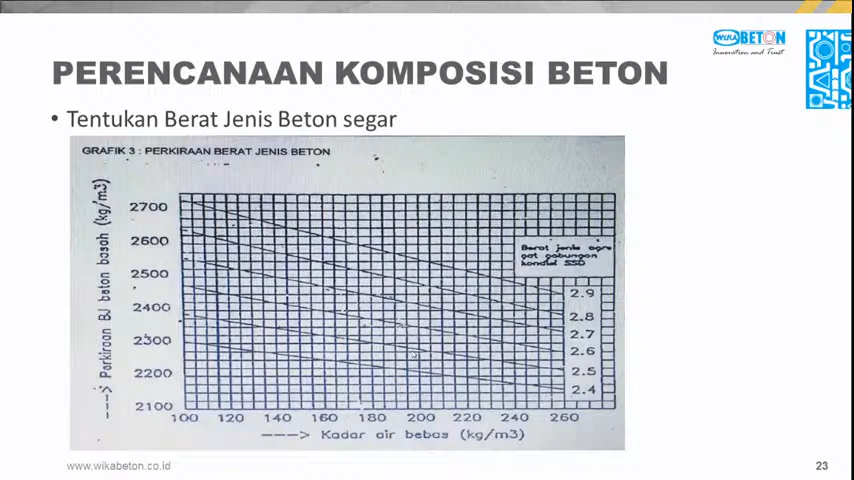 WIKA BETON
Innovation and Trust
PERENCANAAN KOMPOSISI BETON
• Tentukan Berat Jenis Beton segar
GRAFIK 3 : PERKIRAAN BERAT JENIS BETON
---> Perkiraan BJ beton basah (kg/m3)
2700
2600
2500
2400
2300
2200
2100
Berat jenis agre
gat gabungan
kondisi SSD
2.9
2.8
2.7
2.6
2.5
2.4
100 120 140 160 180 200 220 240 260
---> Kadar air bebas (kg/m3)
www.wikabeton.co.id
23